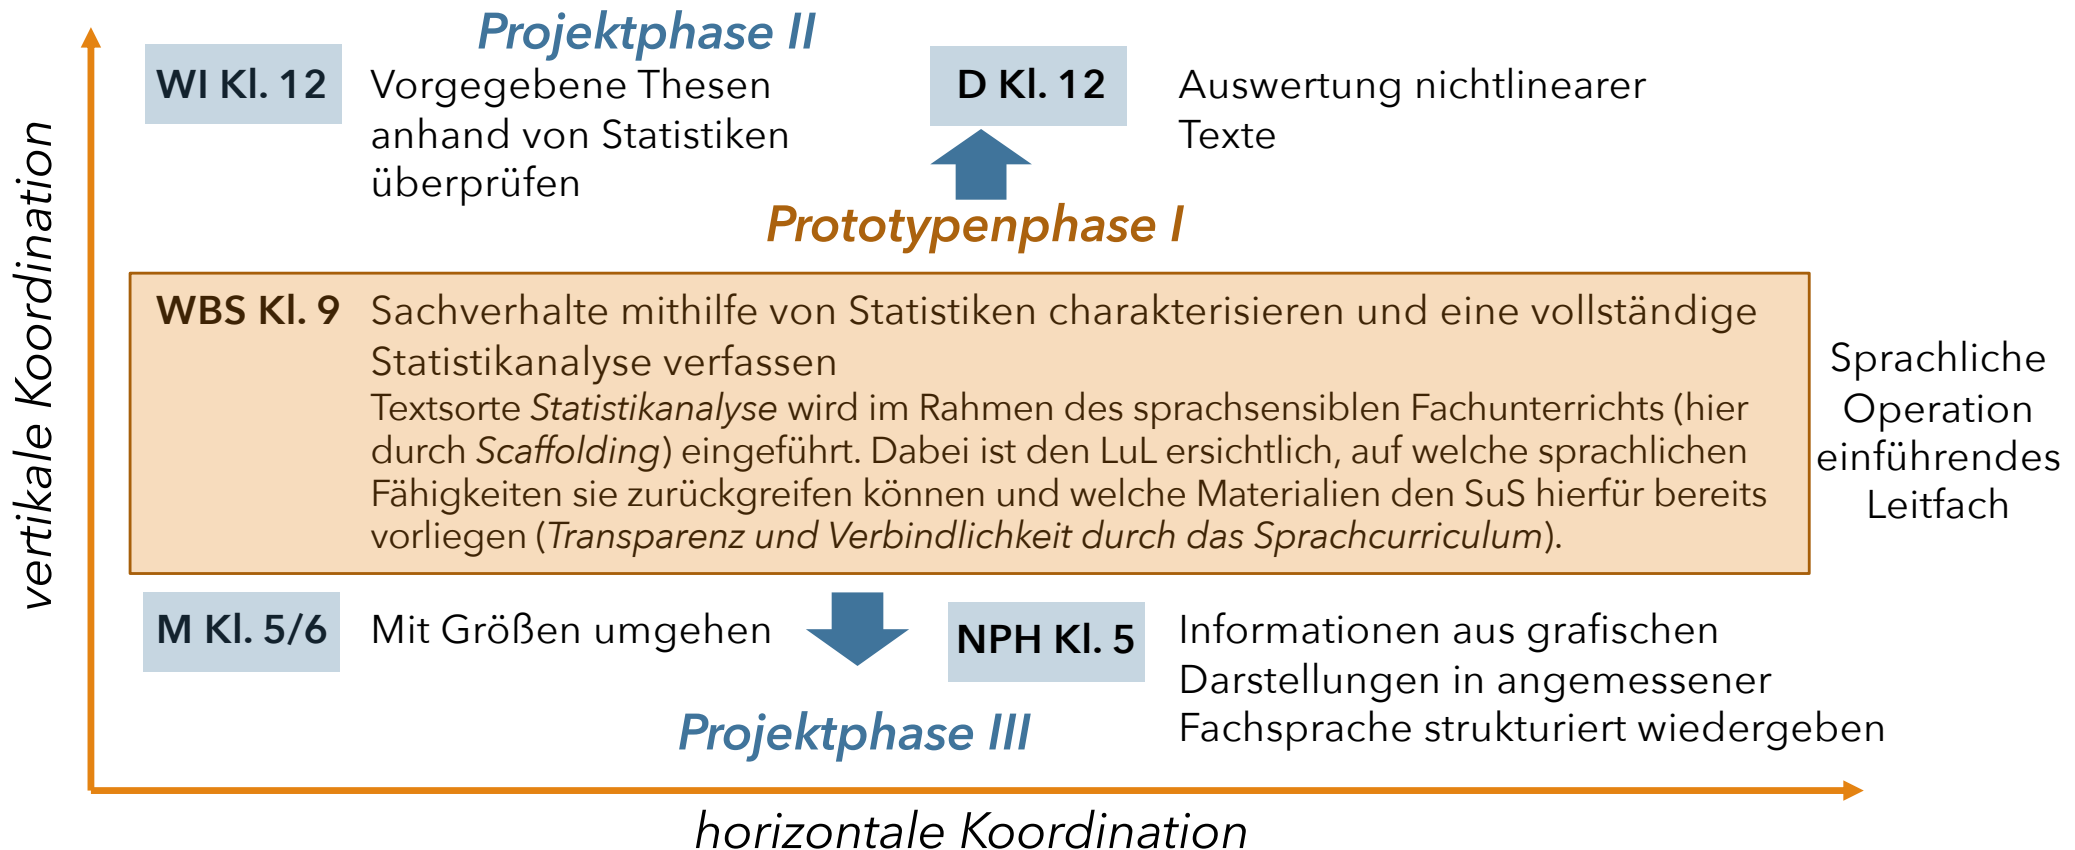 Projektphase II
WI Kl. 12
Vorgegebene Thesen
anhand von Statistiken
überprüfen
D Kl. 12
Auswertung nichtlinearer
Texte
Prototypenphase I
vertikale Koordination
WBS Kl. 9
Sachverhalte mithilfe von Statistiken charakterisieren und eine vollständige
Statistikanalyse verfassen
Textsorte Statistikanalyse wird im Rahmen des sprachsensiblen Fachunterrichts (hier
durch Scaffolding) eingeführt. Dabei ist den LuL ersichtlich, auf welche sprachlichen
Fähigkeiten sie zurückgreifen können und welche Materialien den SuS hierfür bereits
vorliegen (Transparenz und Verbindlichkeit durch das Sprachcurriculum).
Sprachliche
Operation
einführendes
Leitfach
M Kl. 5/6
Mit Größen umgehen
NPH Kl. 5
Informationen aus grafischen
Darstellungen in angemessener
Fachsprache strukturiert wiedergeben
Projektphase III
horizontale Koordination